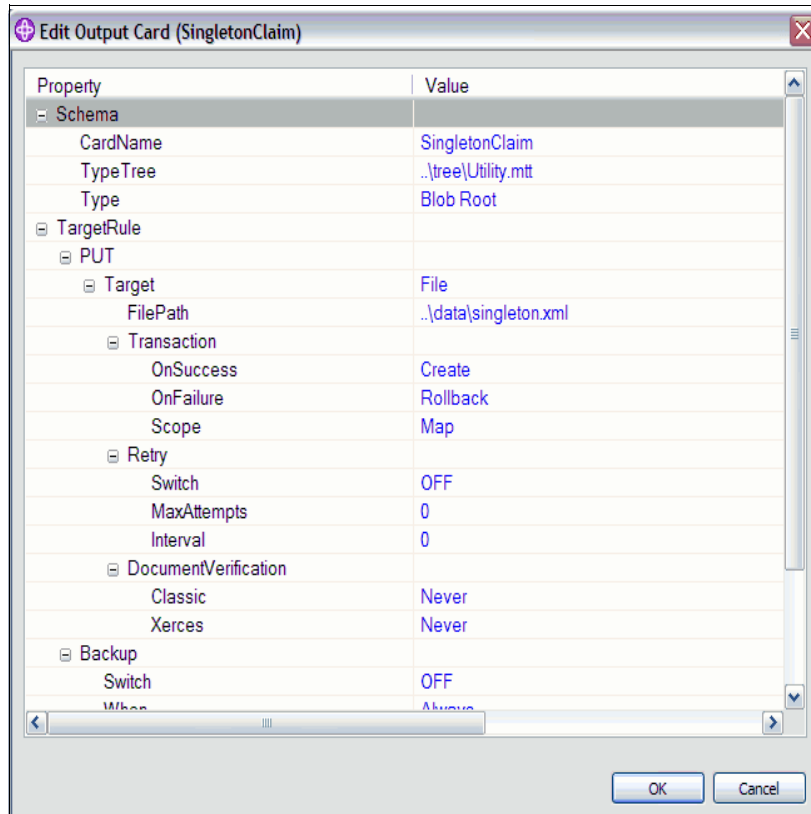 Edit Output Card (SingletonClaim)
Property Value
Schema
CardName SingletonClaim
TypeTree ..\tree\Utility.mtt
Type Blob Root
TargetRule
PUT
Target File
FilePath ..\data\singleton.xml
Transaction
OnSuccess Create
OnFailure Rollback
Scope Map
Retry
Switch OFF
MaxAttempts 0
Interval 0
DocumentVerification
Classic Never
Xerces Never
Backup
Switch OFF
When Always
OK Cancel